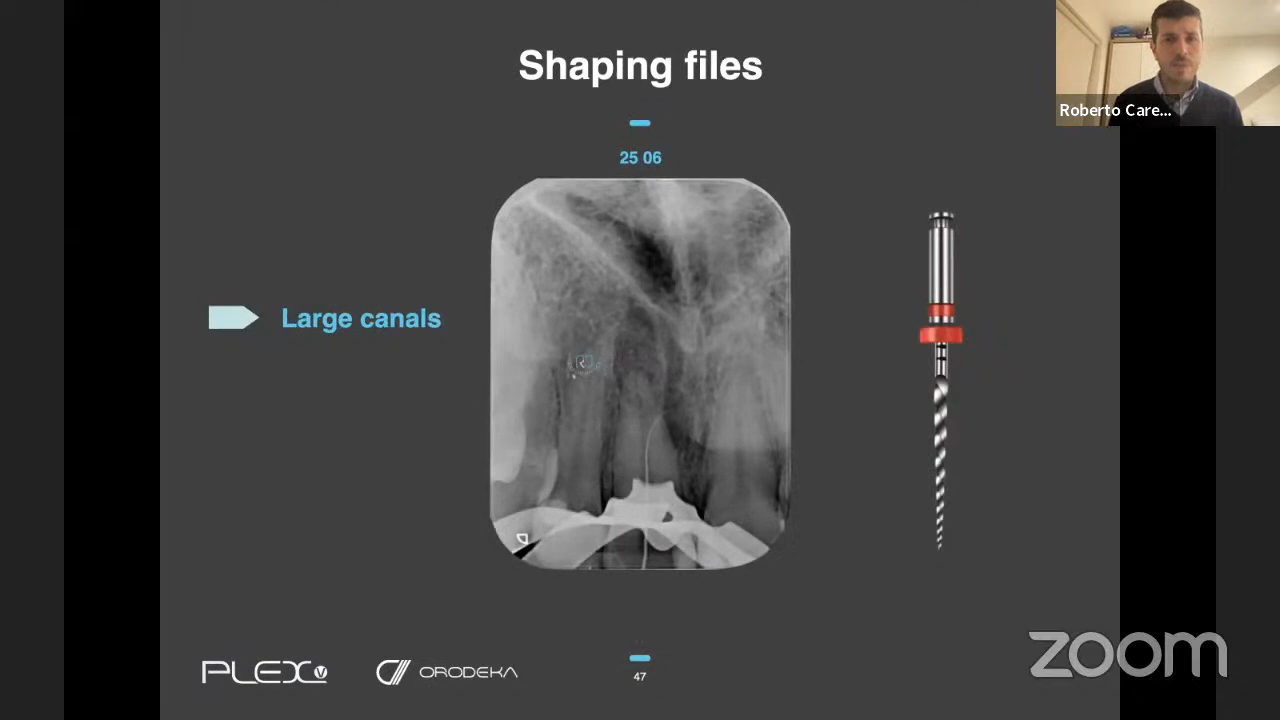 Shaping files
Roberto Care...
25 06
Large canals
R
PLEX V
ORODEKA
47
zoom